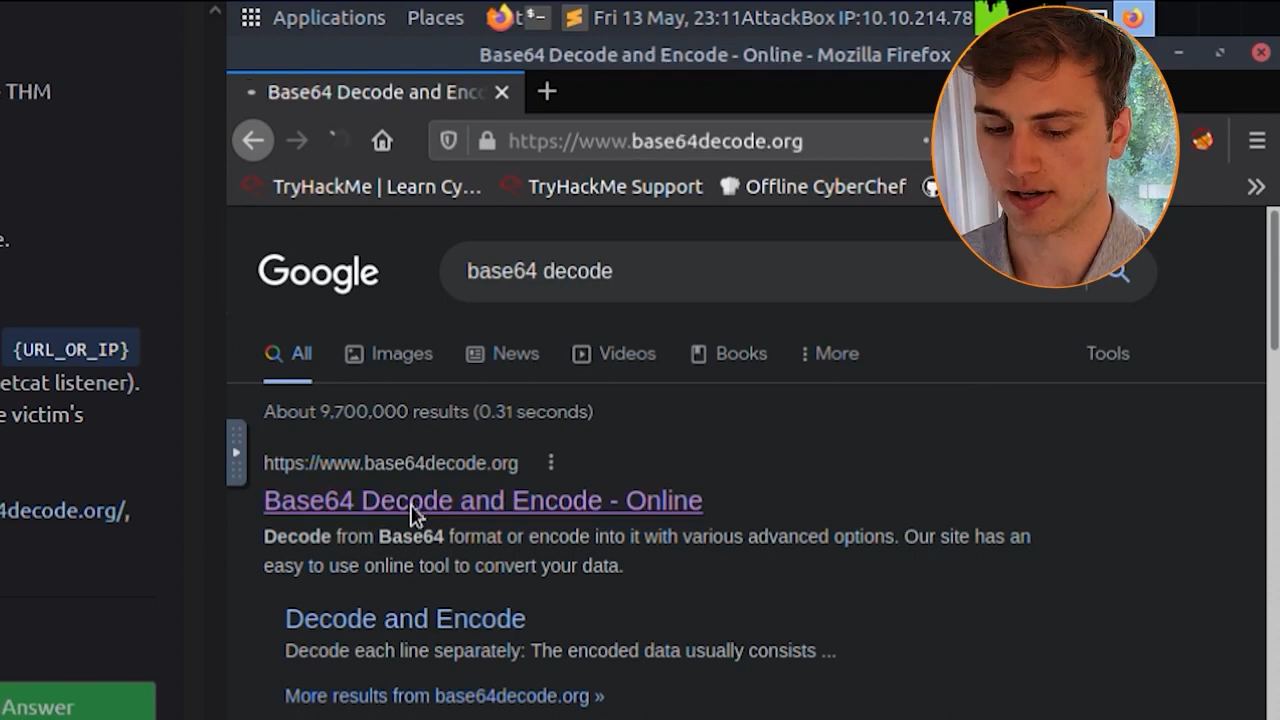 THM
e.
{URL_OR_IP}
etcat listener).
e victim's
4decode.org/,
Answer
Applications Places Fri 13 May, 23:11AttackBox IP:10.10.214.78
Base64 Decode and Encode - Online - Mozilla Firefox
Base64 Decode and Enc
https://www.base64decode.org
TryHackMe | Learn Cy… TryHackMe Support Offline CyberChef
Google base64 decode
All Images News Videos Books More Tools
About 9,700,000 results (0.31 seconds)
https://www.base64decode.org
Base64 Decode and Encode - Online
Decode from Base64 format or encode into it with various advanced options. Our site has an
easy to use online tool to convert your data.
Decode and Encode
Decode each line separately: The encoded data usually consists ...
More results from base64decode.org »